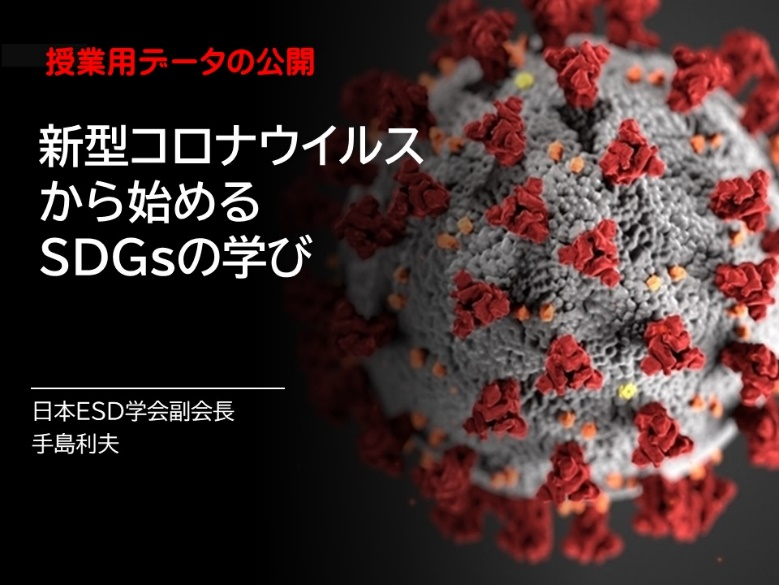 授業用データの公開
新型コロナウイルス
から始める
SDGsの学び
日本ESD学会副会長
手島利夫